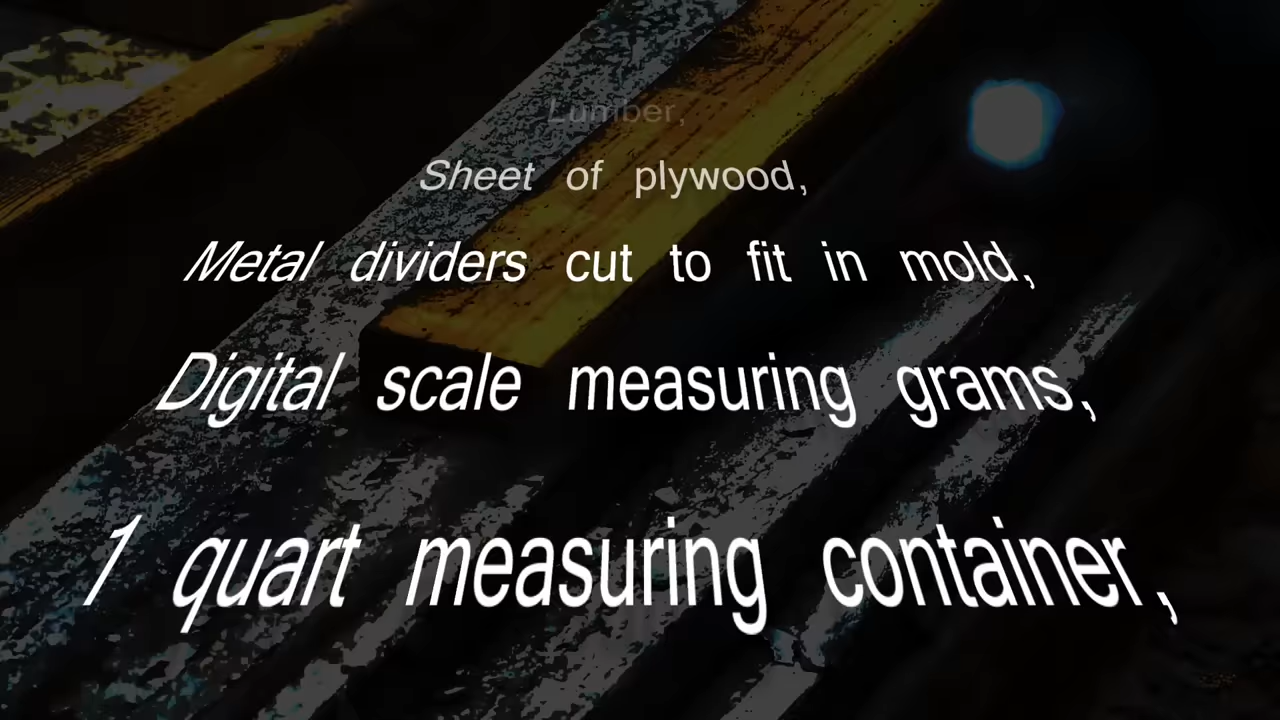 Lumber,
Sheet of plywood,
Metal dividers cut to fit in mold,
Digital scale measuring grams,
1 quart measuring container,